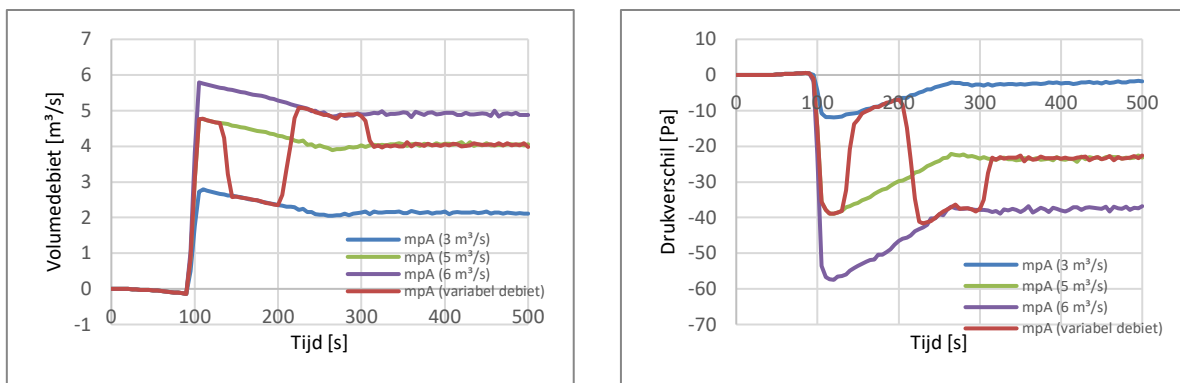 Volumedebiet [m³/s]
7
6
5
4
3
2
1
0
-1
0 100 200 300 400 500
Tijd [s]
mpA (3 m³/s)
mpA (5 m³/s)
mpA (6 m³/s)
mpA (variabel debiet)
Drukverschil [Pa]
10
0
-10
-20
-30
-40
-50
-60
-70
0 100 200 300 400 500
Tijd [s]
mpA (3 m³/s)
mpA (5 m³/s)
mpA (6 m³/s)
mpA (variabel debiet)